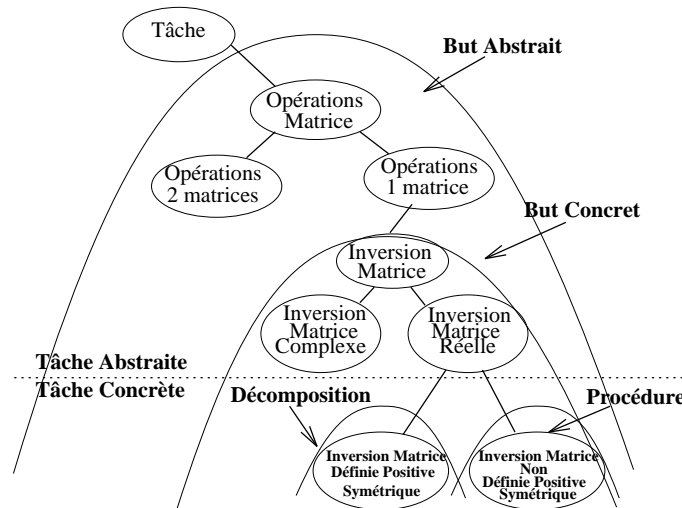 Tâche
But Abstrait
Opérations
Matrice
Opérations
2 matrices
Opérations
1 matrice
But Concret
Inversion
Matrice
Inversion
Matrice
Complexe
Inversion
Matrice
Réelle
Tâche Abstraite
Tâche Concrète
Décomposition
Procédure
Inversion Matrice
Définie Positive
Symétrique
Inversion Matrice
Non
Définie Positive
Symétrique